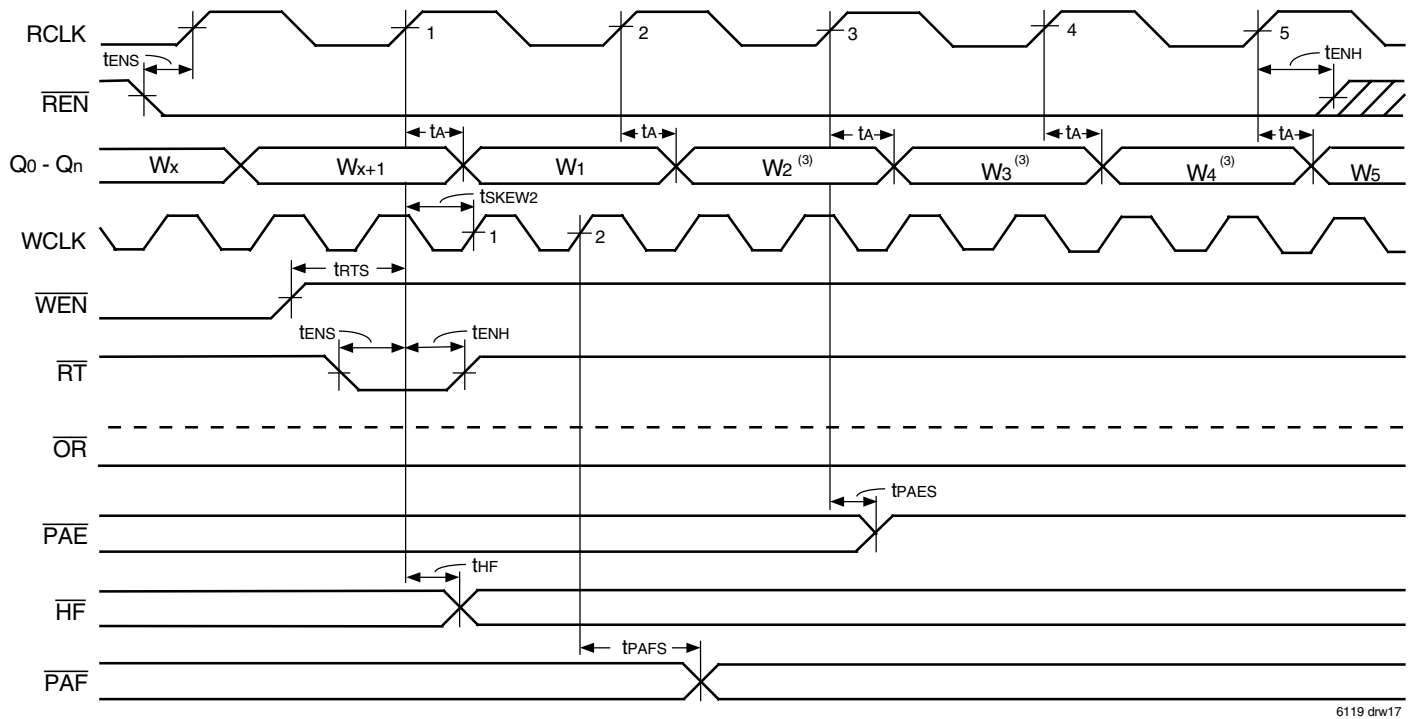 RCLK 1 2 3 4 5
tENS tENH
REN
tA tA tA tA tA
Q0 - Qn Wx Wx+1 W1 W2 (3) W3 (3) W4 (3) W5
tSKEW2
WCLK 1 2
tRTS
WEN
tENS tENH
RT
OR
tPAES
PAE
tHF
HF
tPAFS
PAF
6119 drw17